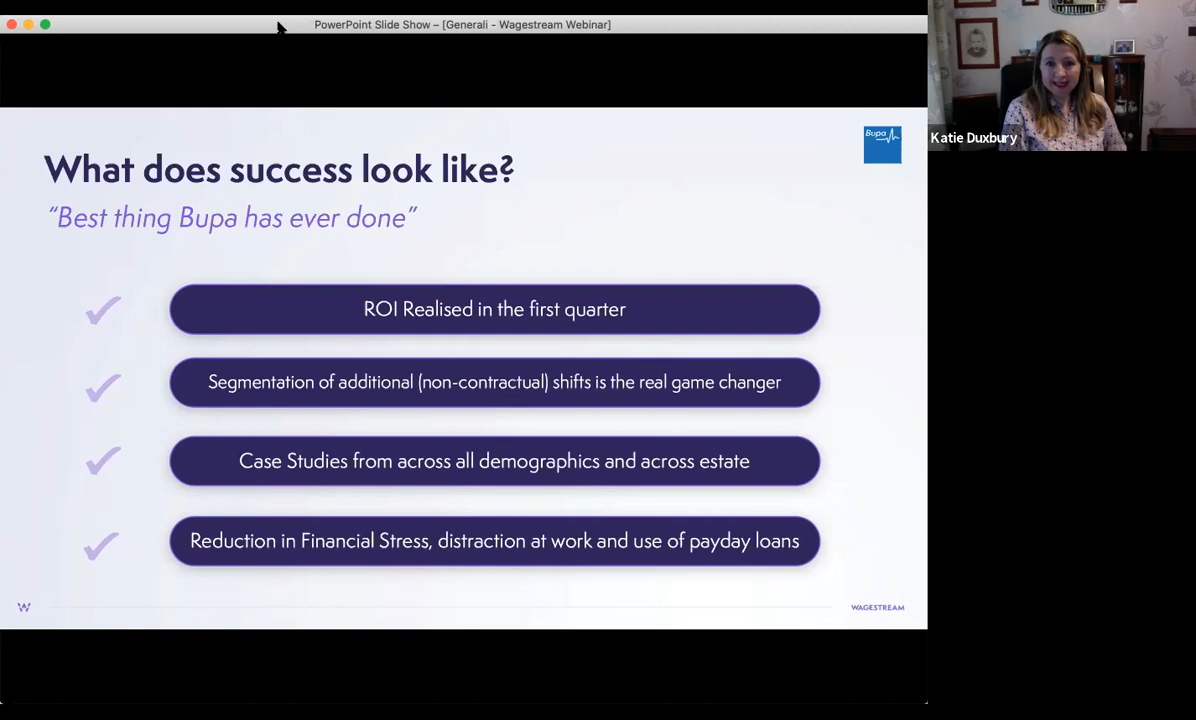 PowerPoint Slide Show – [Generali - Wagestream Webinar]
Bupa
Katie Duxbury
What does success look like?
“Best thing Bupa has ever done”
ROI Realised in the first quarter
Segmentation of additional (non-contractual) shifts is the real game changer
Case Studies from across all demographics and across estate
Reduction in Financial Stress, distraction at work and use of payday loans
W
WAGESTREAM